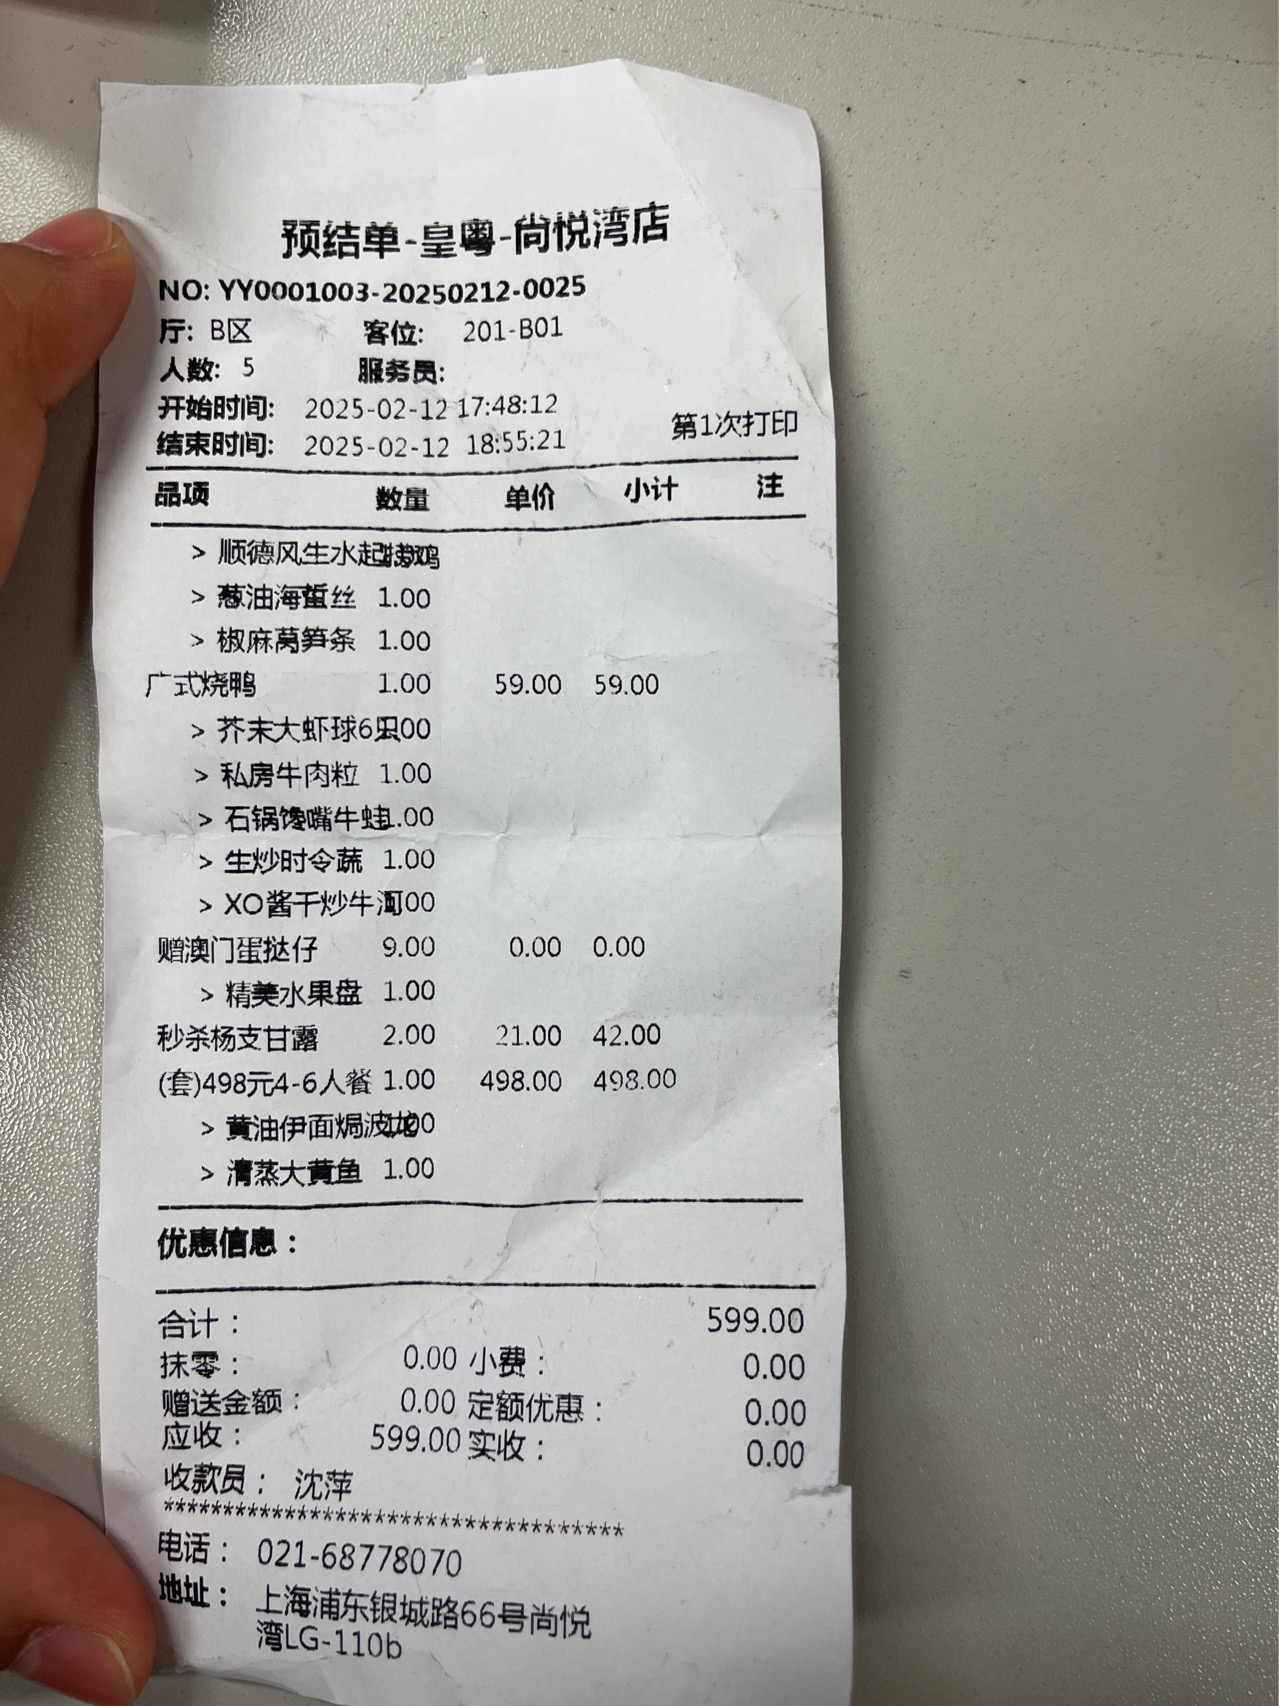 预结单-皇粤-尚悦湾店
NO: YY0001003-20250212-0025
厅: B区 客位: 201-B01
人数: 5 服务员:
开始时间: 2025-02-12 17:48:12
第1次打印
结束时间: 2025-02-12 18:55:21
品项 数量 单价 小计 注
> 顺德风生水起捞鸡
> 葱油海蜇丝 1.00
> 椒麻莴笋条 1.00
广式烧鸭 1.00 59.00 59.00
> 芥末大虾球6只 1.00
> 私房牛肉粒 1.00
> 石锅馋嘴牛蛙 1.00
> 生炒时令蔬 1.00
> XO酱干炒牛河 1.00
赠澳门蛋挞仔 9.00 0.00 0.00
> 精美水果盘 1.00
秒杀杨支甘露 2.00 21.00 42.00
(套)498元4-6人餐 1.00 498.00 498.00
> 黄油伊面焗波龙 1.00
> 清蒸大黄鱼 1.00
优惠信息：
合计： 599.00
抹零： 0.00 小费： 0.00
赠送金额： 0.00 定额优惠： 0.00
应收： 599.00 实收： 0.00
收款员： 沈萍
***************************************
电话： 021-68778070
地址： 上海浦东银城路66号尚悦
湾LG-110b